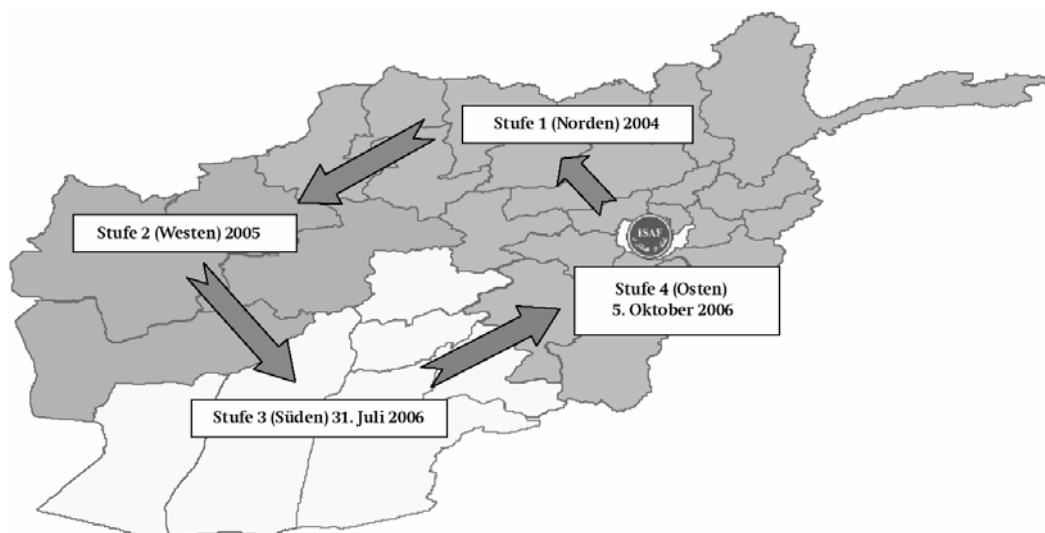 Stufe 1 (Norden) 2004
Stufe 2 (Westen) 2005
ISAF
Stufe 4 (Osten)
5. Oktober 2006
Stufe 3 (Süden) 31. Juli 2006